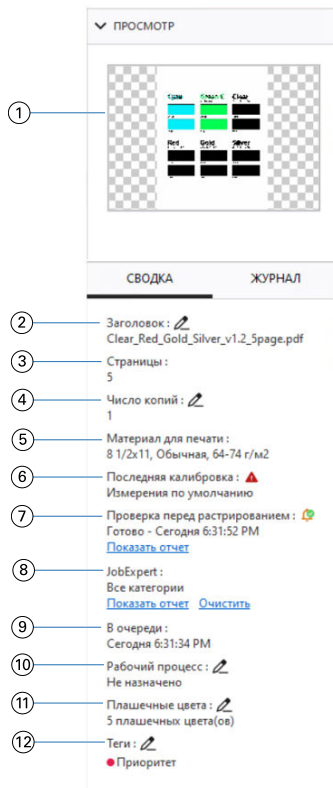 ПРОСМОТР
1
Cyan Green C Clear
Red Gold Silver
СВОДКА ЖУРНАЛ
2 Заголовок :
Clear_Red_Gold_Silver_v1.2_5page.pdf
3 Страницы :
5
4 Число копий :
1
5 Материал для печати :
8 1/2x11, Обычная, 64-74 г/м2
6 Последняя калибровка :
Измерения по умолчанию
7 Проверка перед растрированием :
Готово - Сегодня 6:31:52 PM
Показать отчет
8 JobExpert :
Все категории
Показать отчет Очистить
9 В очереди :
Сегодня 6:31:34 PM
10 Рабочий процесс :
Не назначено
11 Плашечные цвета :
5 плашечных цвета(ов)
12 Теги :
Приоритет